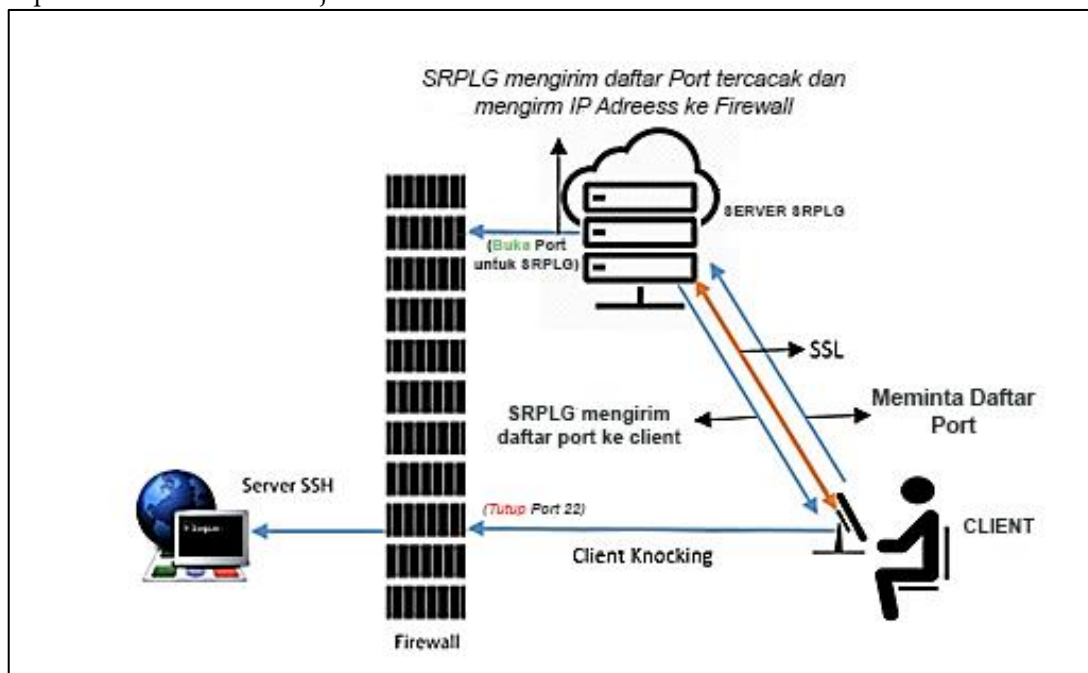 SRPLG mengirim daftar Port tercacak dan
mengirm IP Adreess ke Firewall
SERVER SRPLG
(Buka Port
untuk SRPLG)
SSL
Meminta Daftar
Port
SRPLG mengirim
daftar port ke client
Server SSH
(Tutup Port 22)
CLIENT
Client Knocking
Firewall